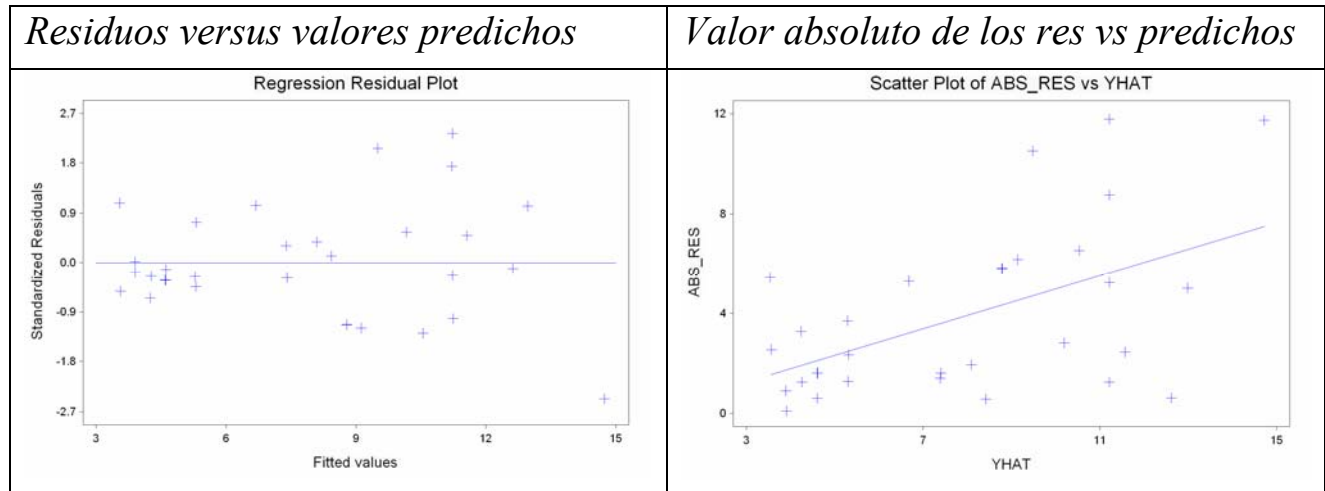 Residuos versus valores predichos
Valor absoluto de los res vs predichos
Regression Residual Plot
Standardized Residuals
2.7
1.8
0.9
0.0
-0.9
-1.8
-2.7
3
6
9
12
15
Fitted values
Scatter Plot of ABS_RES vs YHAT
ABS_RES
12
8
4
0
3
7
11
15
YHAT